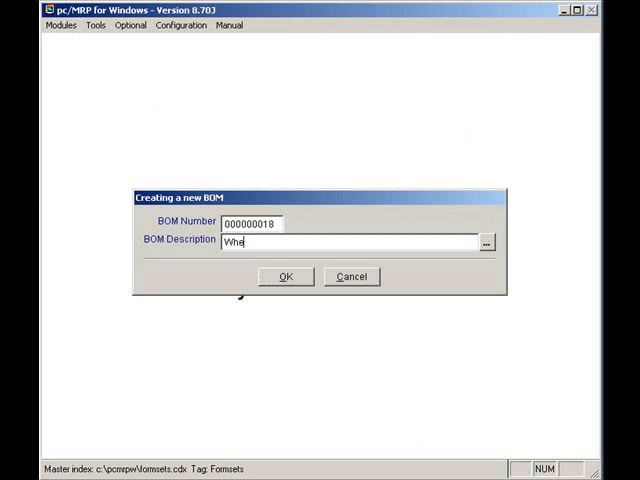 pc/MRP for Windows - Version 8.70J
Modules Tools Optional Configuration Manual
Creating a new BOM
BOM Number 000000018
BOM Description Whe
...
OK Cancel
Master index: c:\pcmrpw\formsets.cdx Tag: Formsets NUM